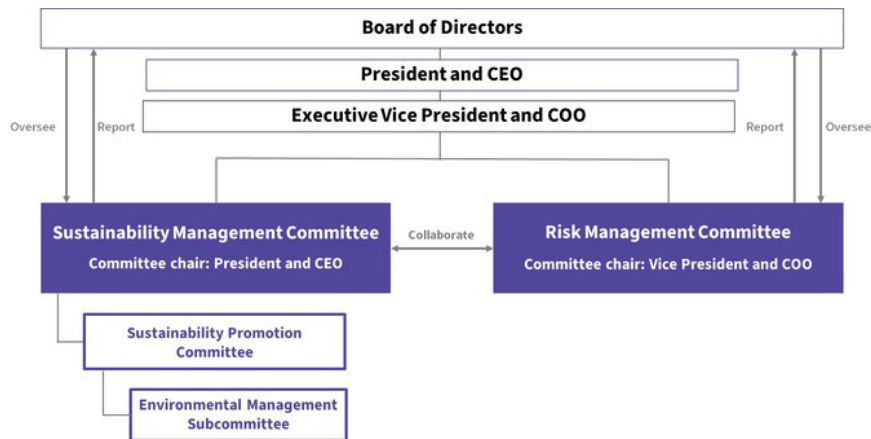 Board of Directors
President and CEO
Executive Vice President and COO
Oversee
Report
Report
Oversee
Sustainability Management Committee
Committee chair: President and CEO
Collaborate
Risk Management Committee
Committee chair: Vice President and COO
Sustainability Promotion
Committee
Environmental Management
Subcommittee